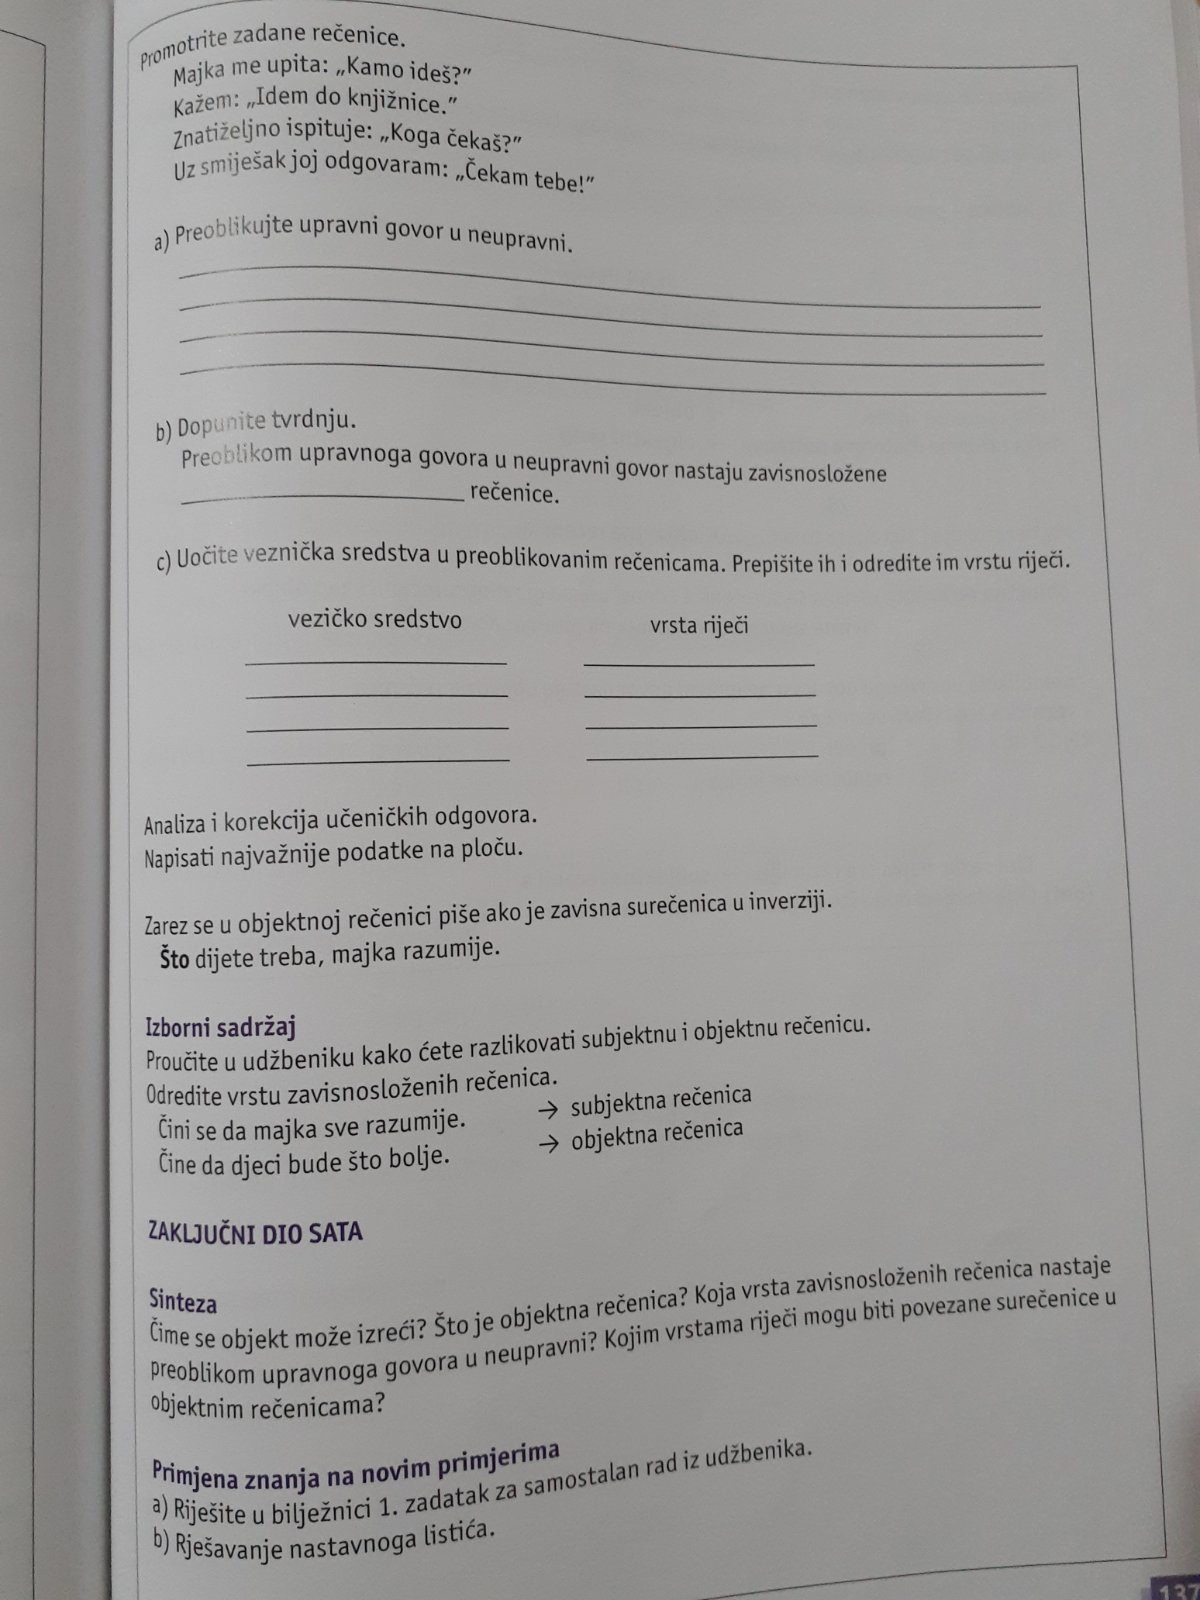 Promotrite zadane rečenice.
Majka me upita: „Kamo ideš?”
Kažem: „Idem do knjižnice.”
Znatiželjno ispituje: „Koga čekaš?”
Uz smiješak joj odgovaram: „Čekam tebe!”
a) Preoblikujte upravni govor u neupravni.
b) Dopunite tvrdnju.
Preoblikom upravnoga govora u neupravni govor nastaju zavisnosložene
rečenice.
c) Uočite veznička sredstva u preoblikovanim rečenicama. Prepišite ih i odredite im vrstu riječi.
vezičko sredstvo vrsta riječi
Analiza i korekcija učeničkih odgovora.
Napisati najvažnije podatke na ploču.
Zarez se u objektnoj rečenici piše ako je zavisna surečenica u inverziji.
Što dijete treba, majka razumije.
Izborni sadržaj
Proučite u udžbeniku kako ćete razlikovati subjektnu i objektnu rečenicu.
Odredite vrstu zavisnosloženih rečenica.
Čini se da majka sve razumije. → subjektna rečenica
Čine da djeci bude što bolje. → objektna rečenica
ZAKLJUČNI DIO SATA
Sinteza
Čime se objekt može izreći? Što je objektna rečenica? Koja vrsta zavisnosloženih rečenica nastaje
preoblikom upravnoga govora u neupravni? Kojim vrstama riječi mogu biti povezane surečenice u
objektnim rečenicama?
Primjena znanja na novim primjerima
a) Riješite u bilježnici 1. zadatak za samostalan rad iz udžbenika.
b) Rješavanje nastavnoga listića.
137